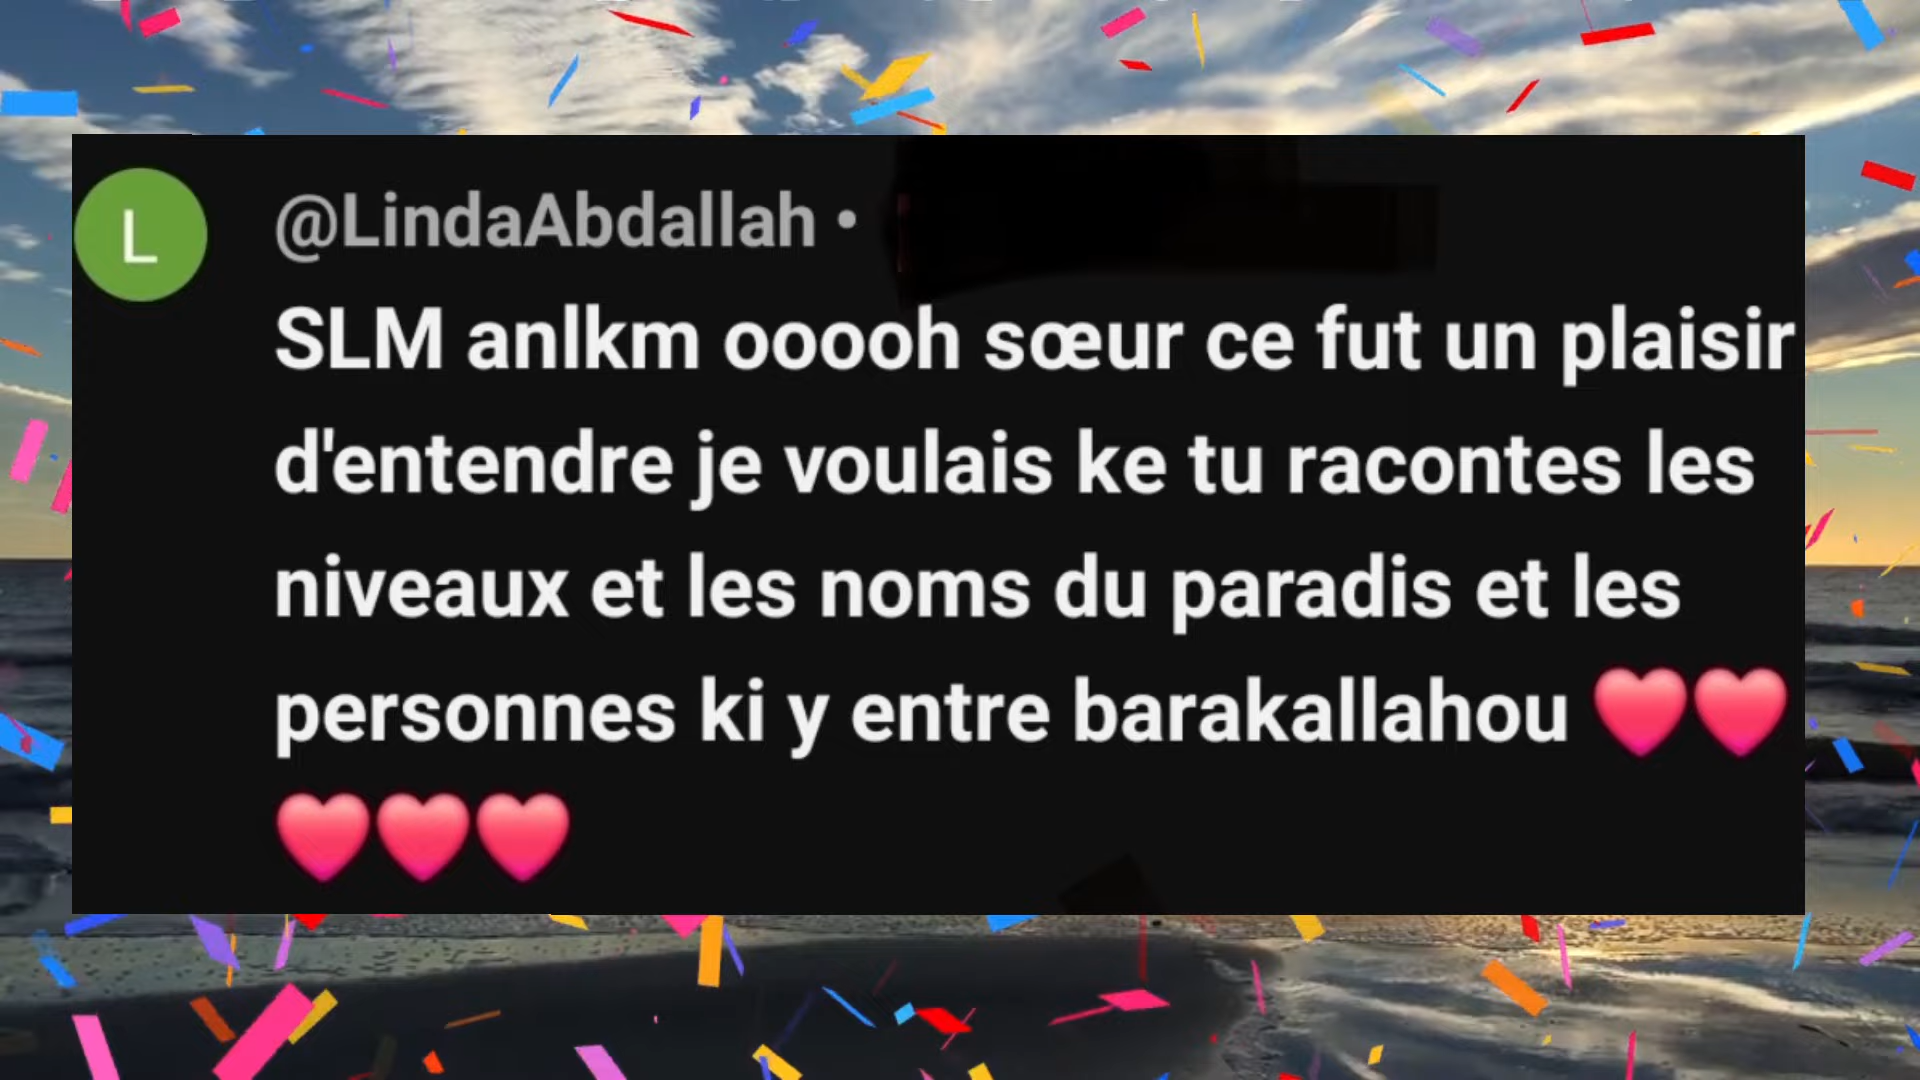 L
@LindaAbdallah •
SLM anlkm ooooh sœur ce fut un plaisir
d'entendre je voulais ke tu racontes les
niveaux et les noms du paradis et les
personnes ki y entre barakallahou ❤️❤️
❤️❤️❤️